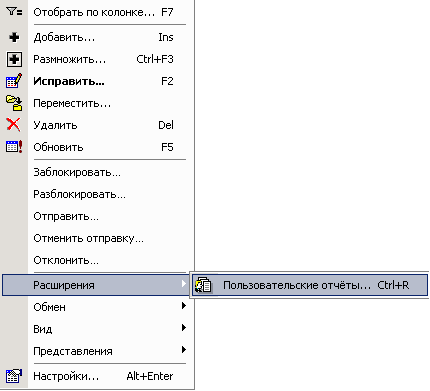 Отобрать по колонке... F7
Добавить... Ins
Размножить... Ctrl+F3
Исправить... F2
Переместить...
Удалить Del
Обновить F5
Заблокировать...
Разблокировать...
Отправить...
Отменить отправку...
Отклонить...
Расширения
Пользовательские отчёты... Ctrl+R
Обмен
Вид
Представления
Настройки... Alt+Enter